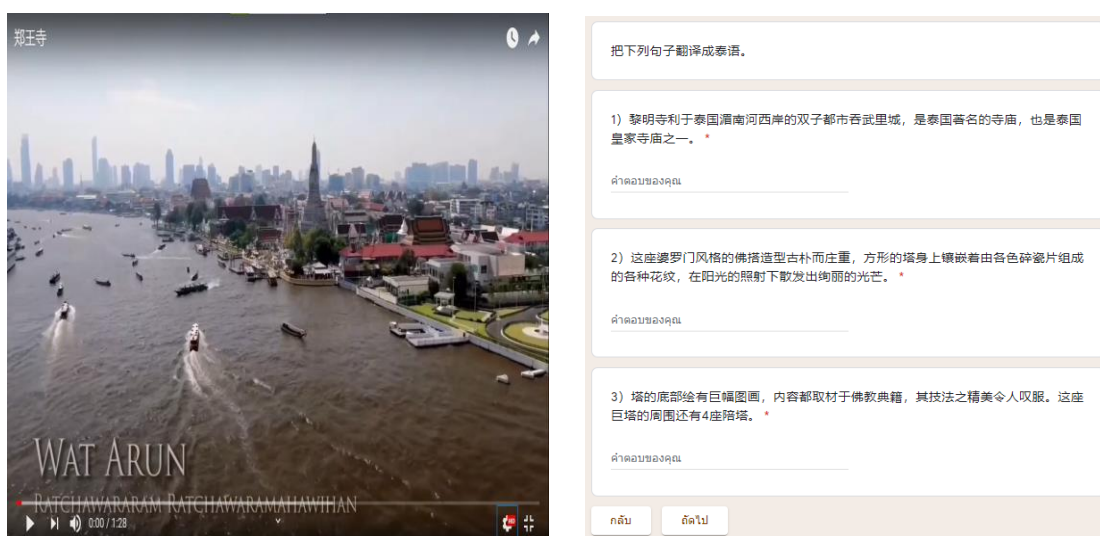 郑王寺
WAT ARUN
RATCHAWARARAM RATCHAWARAMAHAWIHAN
0:00 / 1:28
把下列句子翻译成泰语。
1）黎明寺利于泰国湄南河西岸的双子都市吞武里城，是泰国著名的寺庙，也是泰国
皇家寺庙之一。 *
คำตอบของคุณ
2）这座婆罗门风格的佛搭造型古朴而庄重，方形的塔身上镶嵌着由各色碎瓷片组成
的各种花纹，在阳光的照射下散发出绚丽的光芒。 *
คำตอบของคุณ
3）塔的底部绘有巨幅图画，内容都取材于佛教典籍，其技法之精美令人叹服。这座
巨塔的周围还有4座陪塔。 *
คำตอบของคุณ
กลับ
ถัดไป